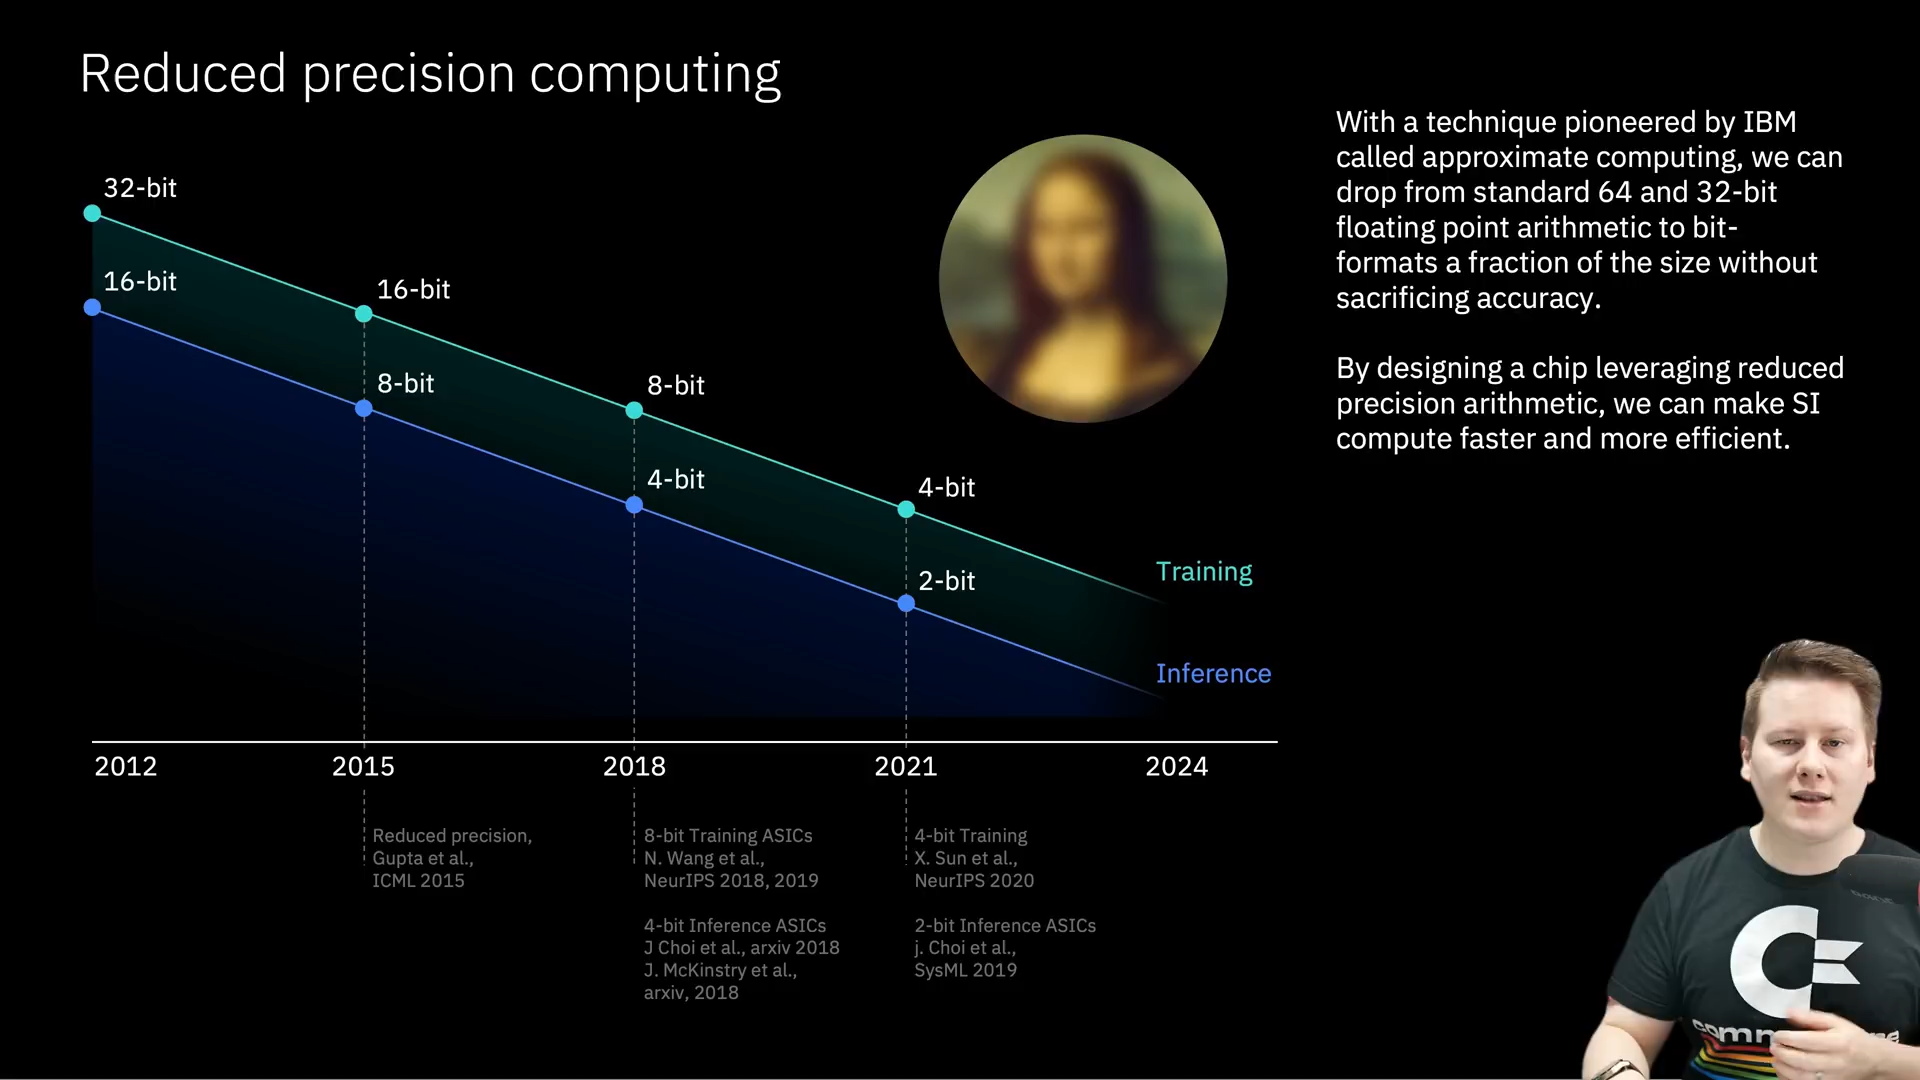 Reduced precision computing
With a technique pioneered by IBM
called approximate computing, we can
drop from standard 64 and 32-bit
floating point arithmetic to bit-
formats a fraction of the size without
sacrificing accuracy.
By designing a chip leveraging reduced
precision arithmetic, we can make SI
compute faster and more efficient.
32-bit
16-bit
16-bit
8-bit
8-bit
4-bit
4-bit
2-bit
Training
Inference
2012
2015
2018
2021
2024
Reduced precision,
Gupta et al.,
ICML 2015
8-bit Training ASICs
N. Wang et al.,
NeurIPS 2018, 2019
4-bit Inference ASICs
J Choi et al., arxiv 2018
J. McKinstry et al.,
arxiv, 2018
4-bit Training
X. Sun et al.,
NeurIPS 2020
2-bit Inference ASICs
j. Choi et al.,
SysML 2019